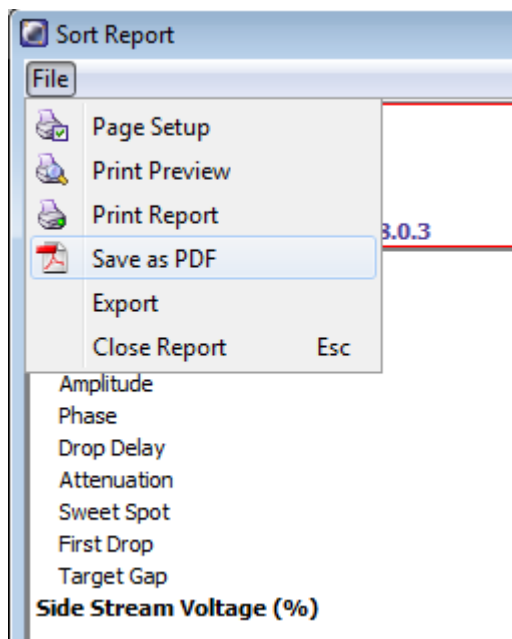 Sort Report
File
Page Setup
Print Preview
Print Report
3.0.3
Save as PDF
Export
Close Report Esc
Amplitude
Phase
Drop Delay
Attenuation
Sweet Spot
First Drop
Target Gap
Side Stream Voltage (%)